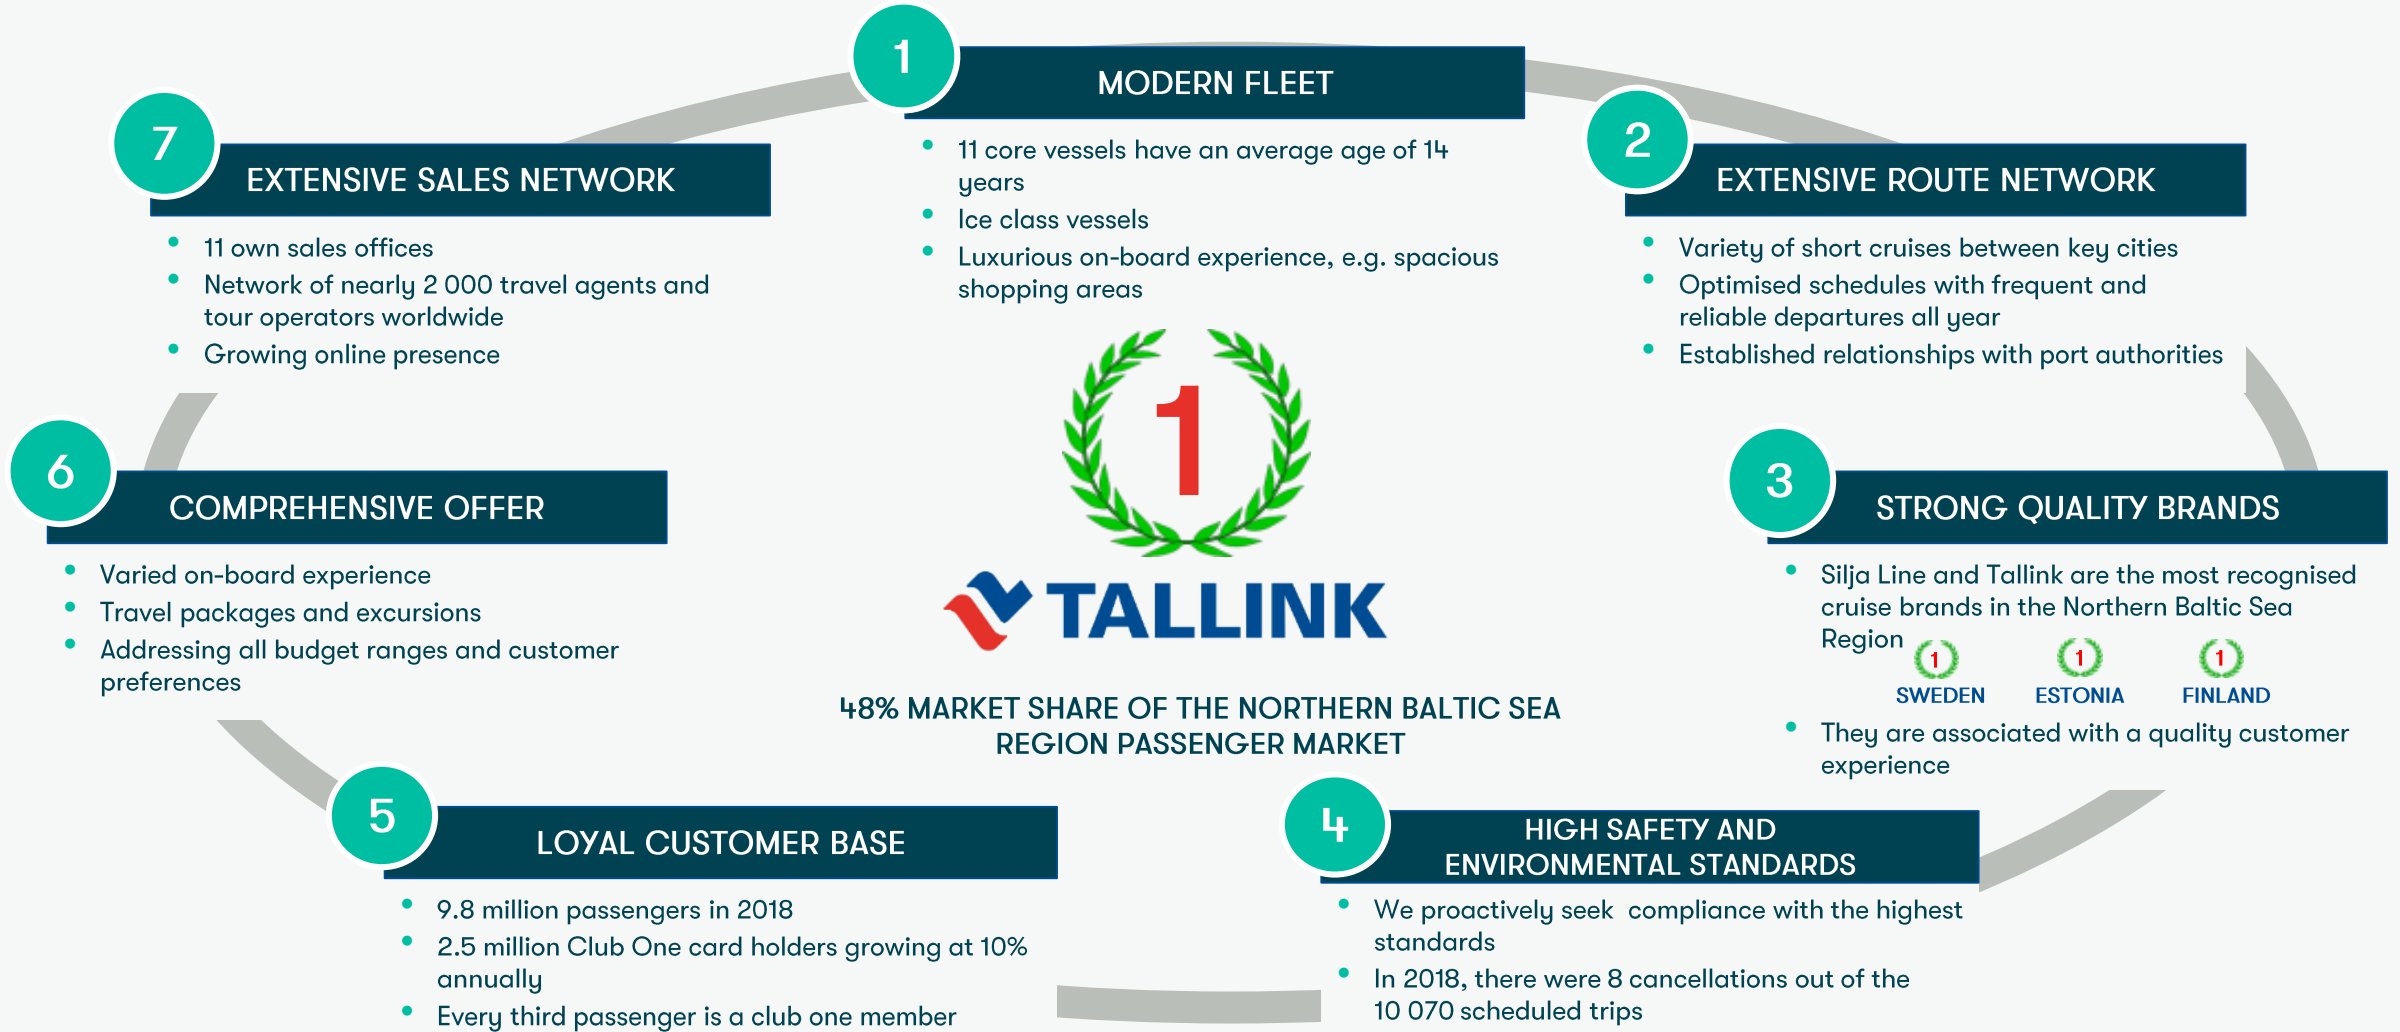 1
MODERN FLEET
11 core vessels have an average age of 14
years
Ice class vessels
Luxurious on-board experience, e.g. spacious
shopping areas
2
EXTENSIVE ROUTE NETWORK
Variety of short cruises between key cities
Optimised schedules with frequent and
reliable departures all year
Established relationships with port authorities
3
STRONG QUALITY BRANDS
Silja Line and Tallink are the most recognised
cruise brands in the Northern Baltic Sea
Region
1 1 1
SWEDEN ESTONIA FINLAND
They are associated with a quality customer
experience
4
HIGH SAFETY AND
ENVIRONMENTAL STANDARDS
We proactively seek  compliance with the highest
standards
In 2018, there were 8 cancellations out of the
10 070 scheduled trips
5
LOYAL CUSTOMER BASE
9.8 million passengers in 2018
2.5 million Club One card holders growing at 10%
annually
Every third passenger is a club one member
6
COMPREHENSIVE OFFER
Varied on-board experience
Travel packages and excursions
Addressing all budget ranges and customer
preferences
7
EXTENSIVE SALES NETWORK
11 own sales offices
Network of nearly 2 000 travel agents and
tour operators worldwide
Growing online presence
1
TALLINK
48% MARKET SHARE OF THE NORTHERN BALTIC SEA
REGION PASSENGER MARKET